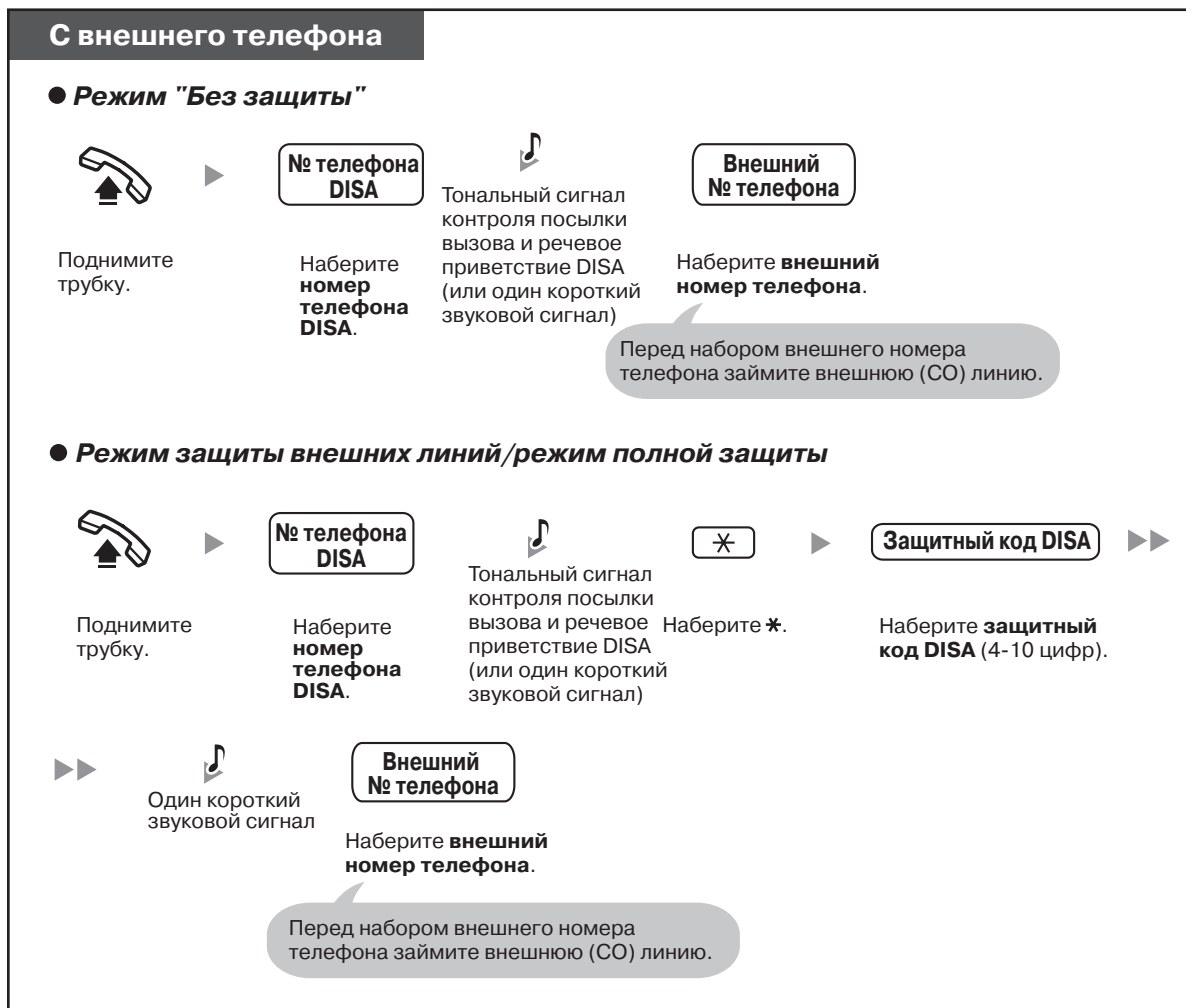 С внешнего телефона
● Режим "Без защиты"
№ телефона
DISA
Внешний
№ телефона
Поднимите
трубку.
Наберите
номер
телефона
DISA.
Тональный сигнал
контроля посылки
вызова и речевое
приветствие DISA
(или один короткий
звуковой сигнал)
Наберите внешний
номер телефона.
Перед набором внешнего номера
телефона займите внешнюю (СО) линию.
● Режим защиты внешних линий/режим полной защиты
№ телефона
DISA
Защитный код DISA
Поднимите
трубку.
Наберите
номер
телефона
DISA.
Тональный сигнал
контроля посылки
вызова и речевое
приветствие DISA
(или один короткий
звуковой сигнал)
Наберите *.
Наберите защитный
код DISA (4-10 цифр).
Один короткий
звуковой сигнал
Внешний
№ телефона
Наберите внешний
номер телефона.
Перед набором внешнего номера
телефона займите внешнюю (СО) линию.